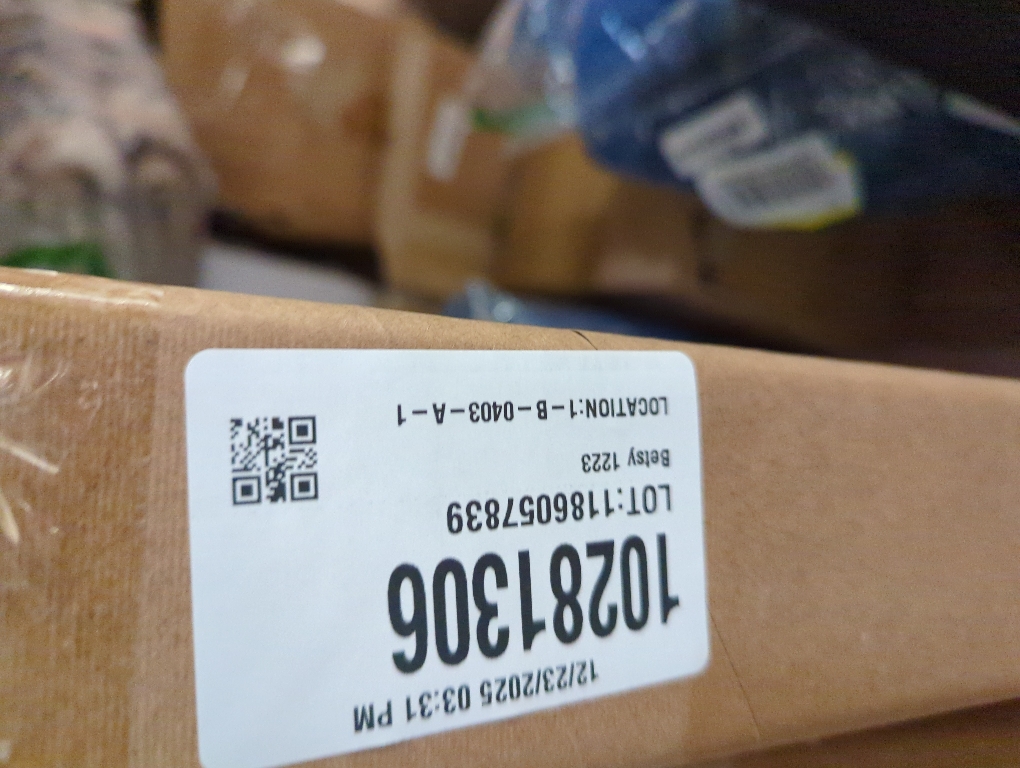 12/23/2025 03:31 PM
10281306
LOT:1186057839
Betsy 1223
LOCATION:1-B-0403-A-1